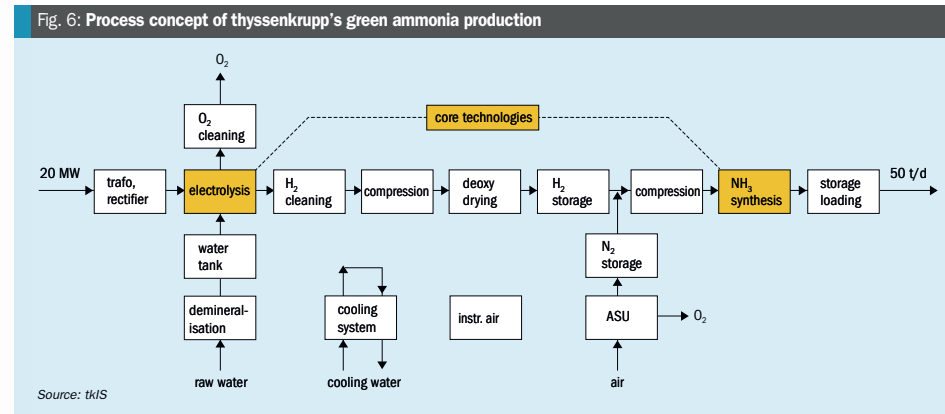 Fig. 6: Process concept of thyssenkrupp's green ammonia production
O₂
O₂
cleaning
core technologies
20 MW
trafo,
rectifier
electrolysis
H₂
cleaning
compression
deoxy
drying
H₂
storage
compression
NH₃
synthesis
storage
loading
50 t/d
water
tank
N₂
storage
demineral-
isation
cooling
system
instr. air
ASU
O₂
raw water
cooling water
air
Source: tkIS